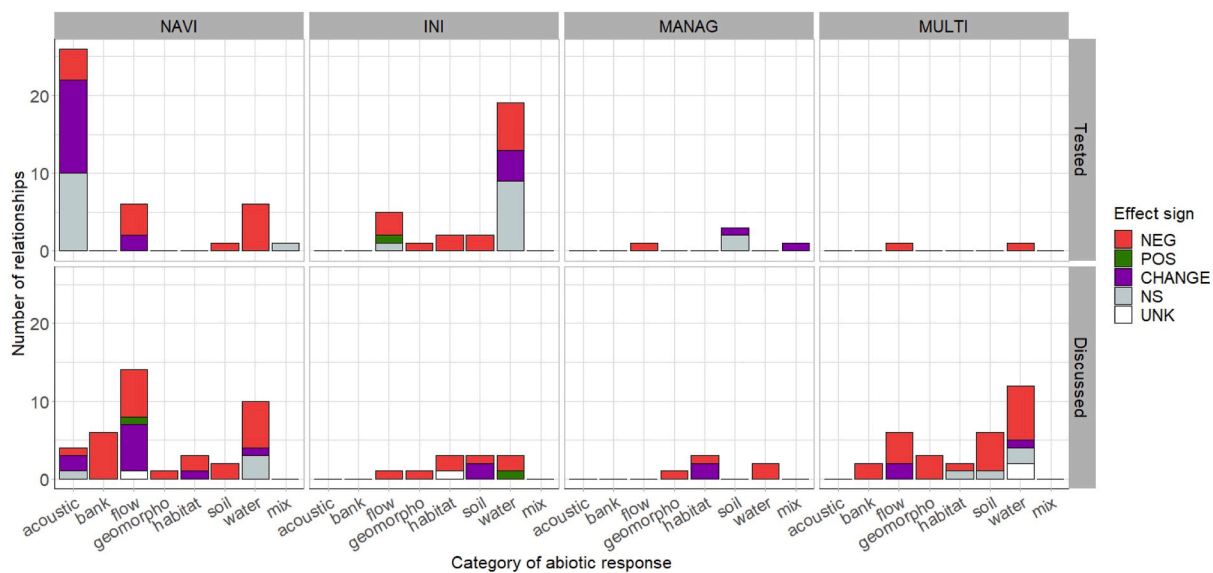 NAVI INI MANAG MULTI
Number of relationships
20
10
0
Tested
20
10
0
Discussed
acoustic bank flow geomorpho habitat soil water mix acoustic bank flow geomorpho habitat soil water mix acoustic bank flow geomorpho habitat soil water mix acoustic bank flow geomorpho habitat soil water mix
Category of abiotic response
Effect sign
NEG
POS
CHANGE
NS
UNK